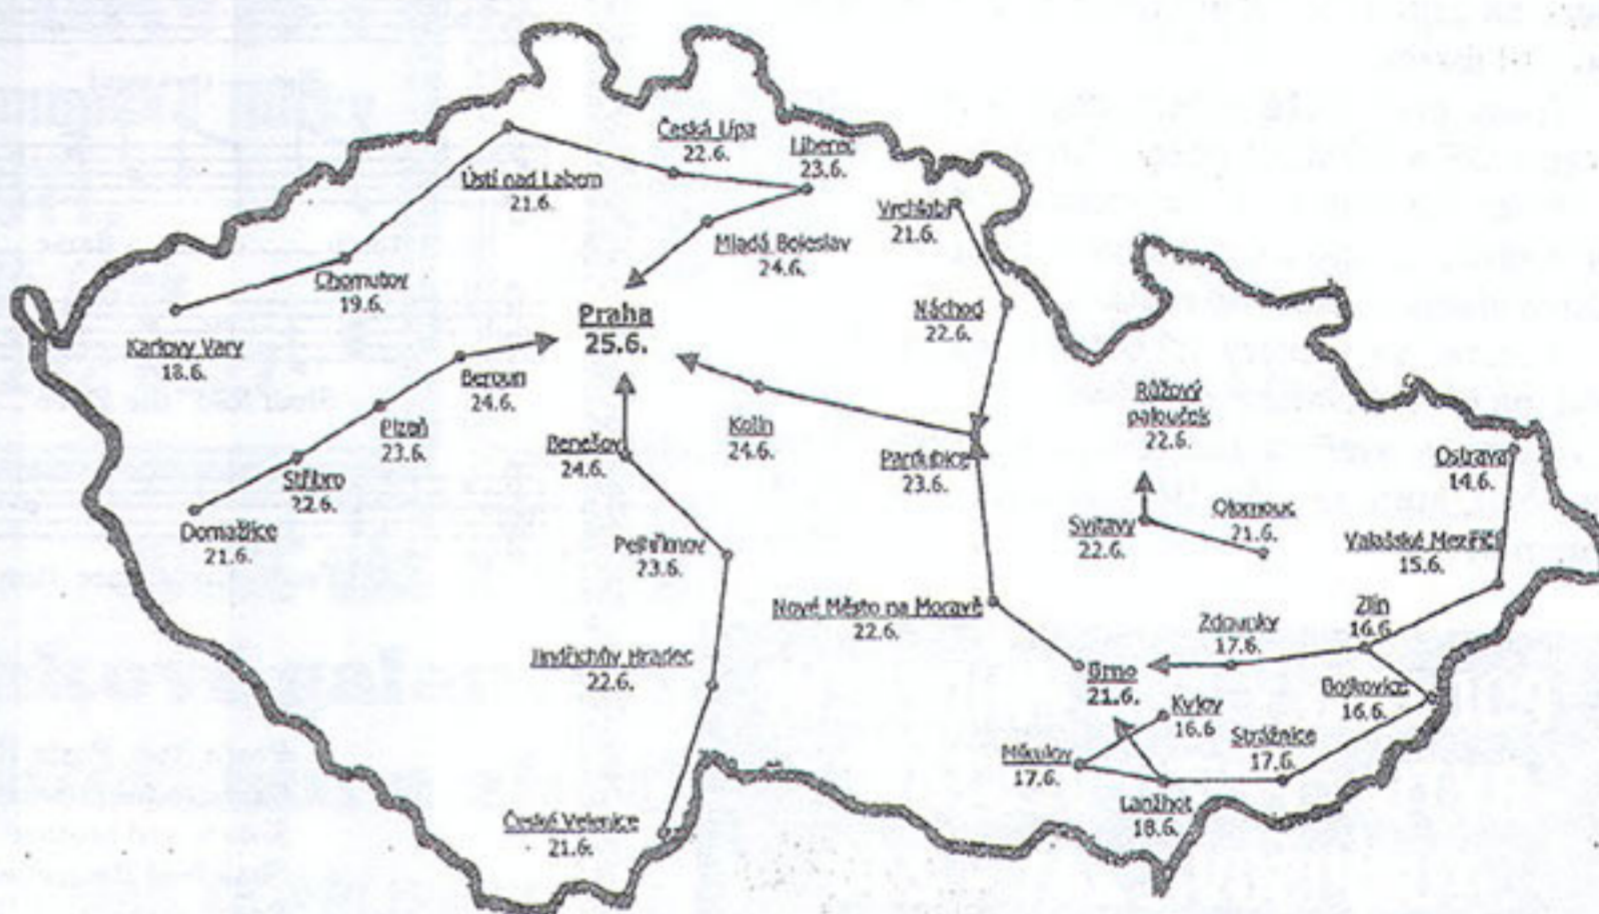 Česká Lípa
22.6.
Liberec
23.6.
Ústí nad Labem
21.6.
Vrchlabí
21.6.
Mladá Boleslav
24.6.
Chomutov
19.6.
Praha
25.6.
Náchod
22.6.
Karlovy Vary
18.6.
Beroun
24.6.
Růžový
palouček
22.6.
Plzeň
23.6.
Kolín
24.6.
Benešov
24.6.
Pardubice
23.6.
Ostrava
14.6.
Stříbro
22.6.
Domažlice
21.6.
Svitavy
22.6.
Olomouc
21.6.
Valašské Meziříčí
15.6.
Pelhřimov
23.6.
Nové Město na Moravě
22.6.
Zlín
16.6.
Zdounky
17.6.
Jindřichův Hradec
22.6.
Brno
21.6.
Bojkovice
16.6.
Kyjov
16.6
Strážnice
17.6.
Mikulov
17.6.
Lanžhot
18.6.
České Velenice
21.6.